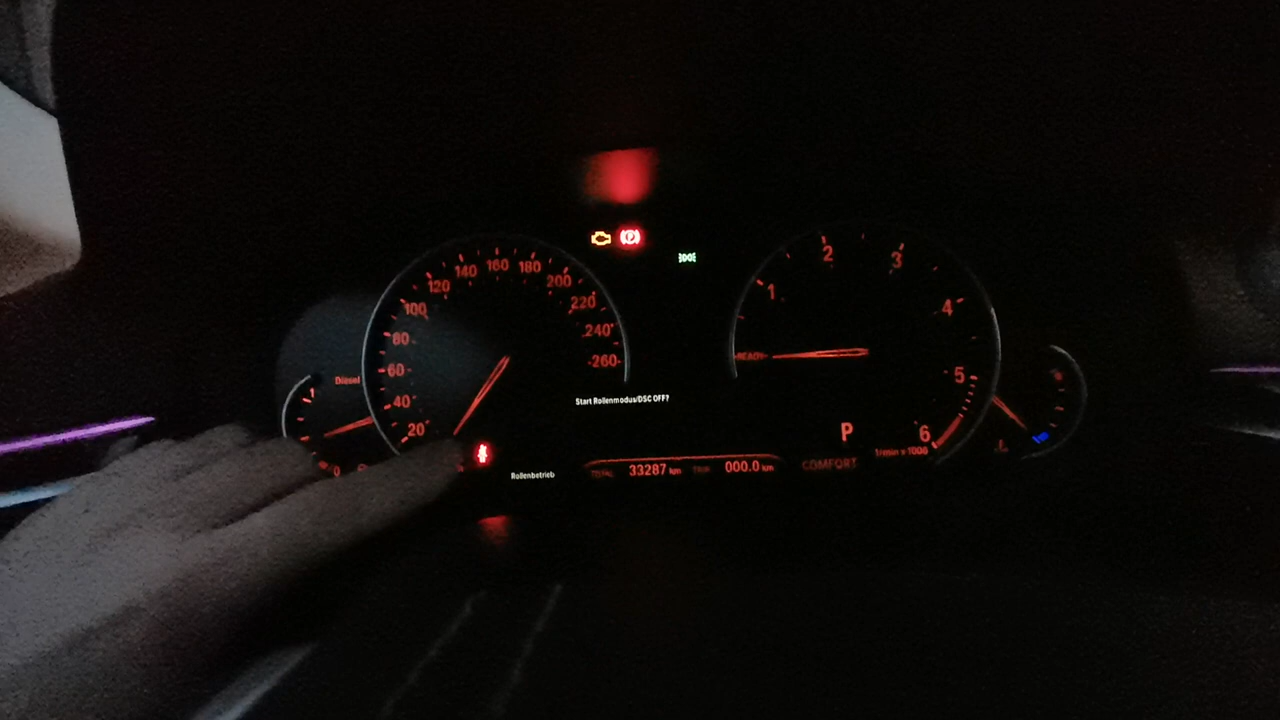 20
40
60
80
100
120
140
160
180
200
220
240
260
Diesel
1
0
READY
1
2
3
4
5
6
1/min x 1000
Start Rollenmodus/DSC OFF?
P
Rollenbetrieb
TOTAL 33287 km TRIP 000.0 km
COMFORT